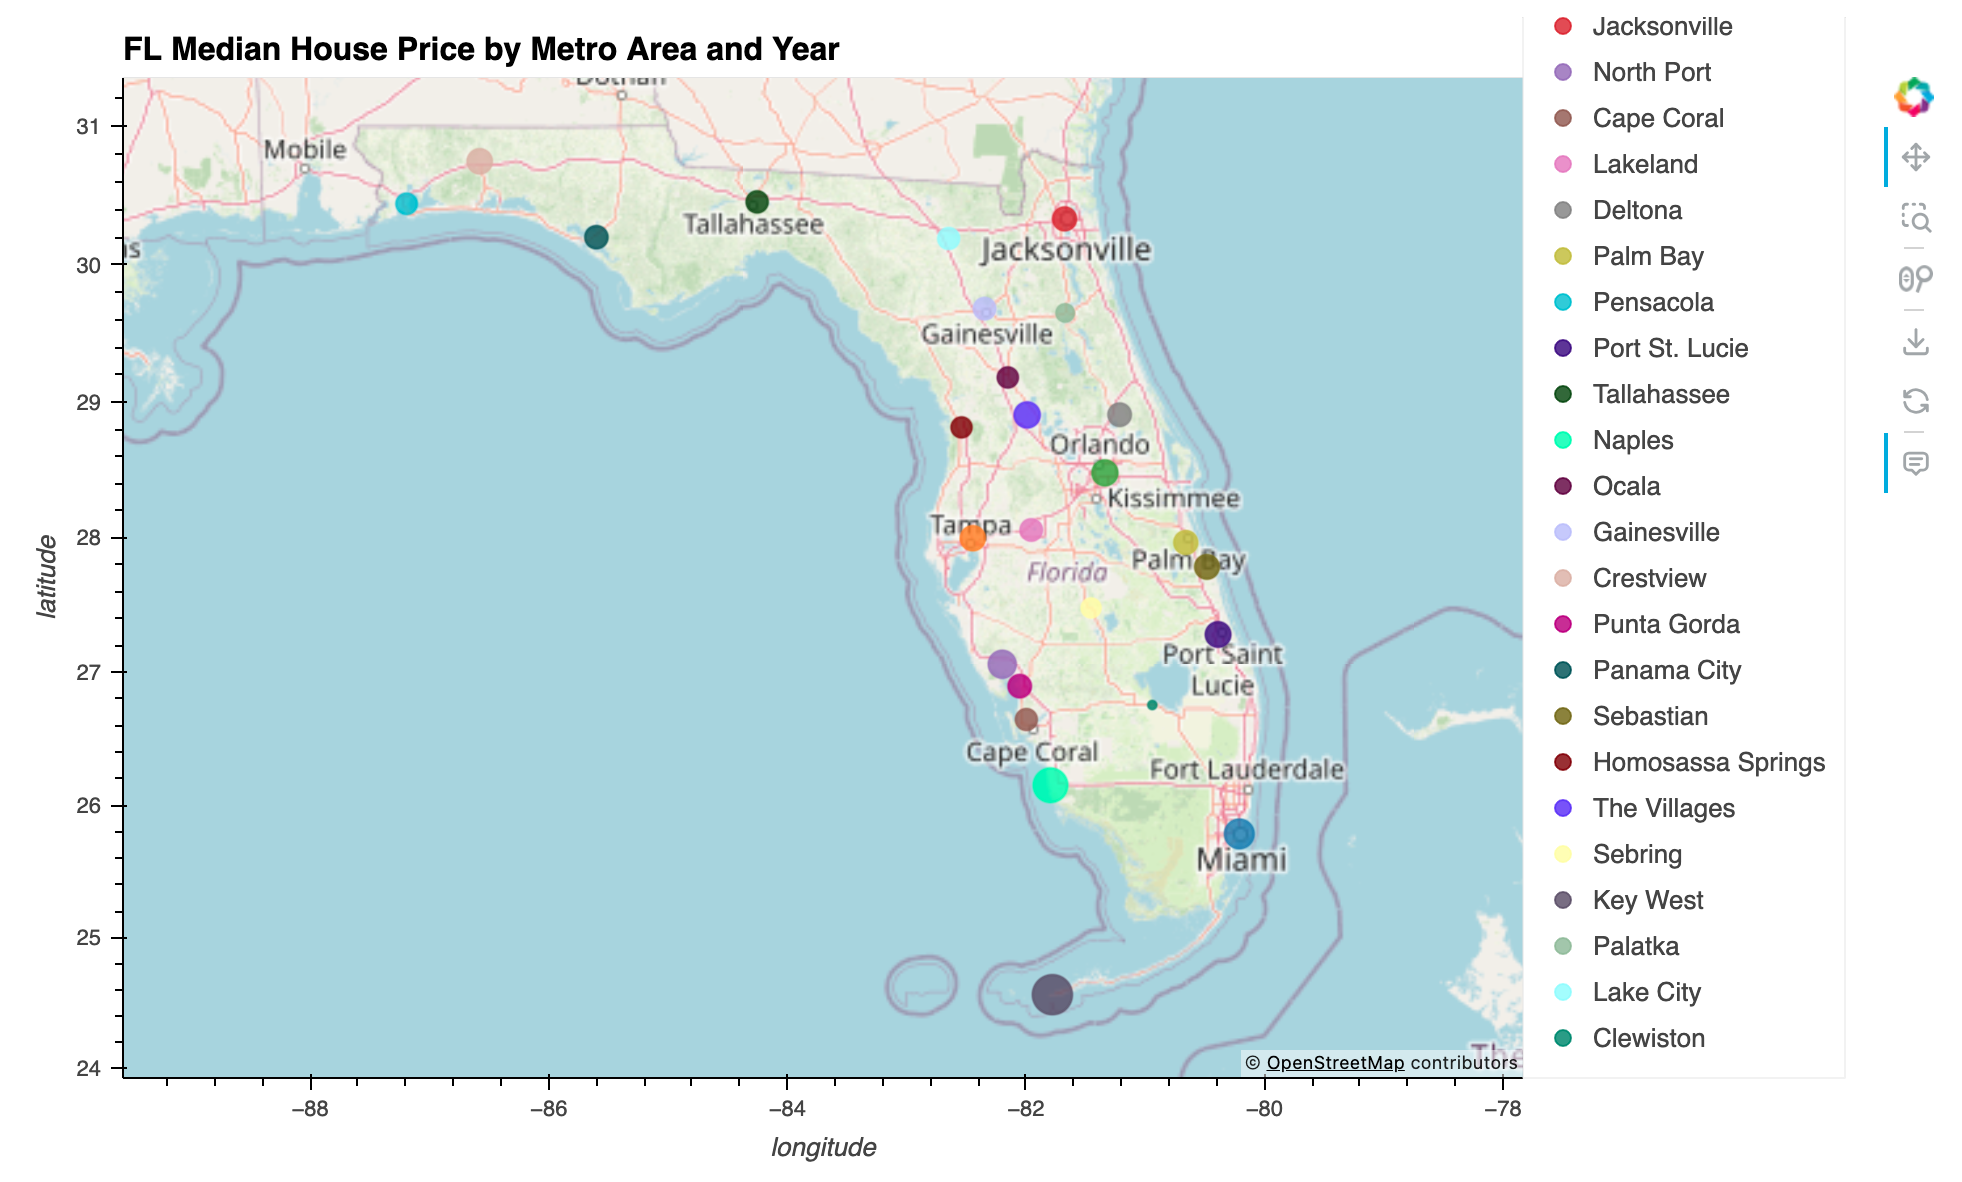 FL Median House Price by Metro Area and Year
Dothan
31
Mobile
Tallahassee
Jacksonville
30
Gainesville
29
Orlando
Kissimmee
28
Tampa
Palm Bay
Florida
27
Port Saint
Lucie
Cape Coral
Fort Lauderdale
26
Miami
25
24
The
© OpenStreetMap contributors
latitude
−88
−86
−84
−82
−80
−78
longitude
Jacksonville
North Port
Cape Coral
Lakeland
Deltona
Palm Bay
Pensacola
Port St. Lucie
Tallahassee
Naples
Ocala
Gainesville
Crestview
Punta Gorda
Panama City
Sebastian
Homosassa Springs
The Villages
Sebring
Key West
Palatka
Lake City
Clewiston